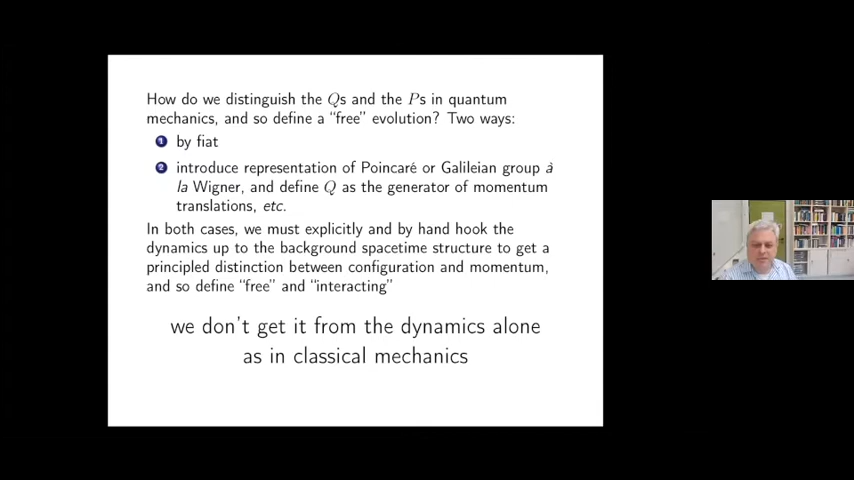 How do we distinguish the Qs and the Ps in quantum
mechanics, and so define a “free” evolution? Two ways:
1 by fiat
2 introduce representation of Poincaré or Galileian group à
la Wigner, and define Q as the generator of momentum
translations, etc.
In both cases, we must explicitly and by hand hook the
dynamics up to the background spacetime structure to get a
principled distinction between configuration and momentum,
and so define “free” and “interacting”
we don't get it from the dynamics alone
as in classical mechanics